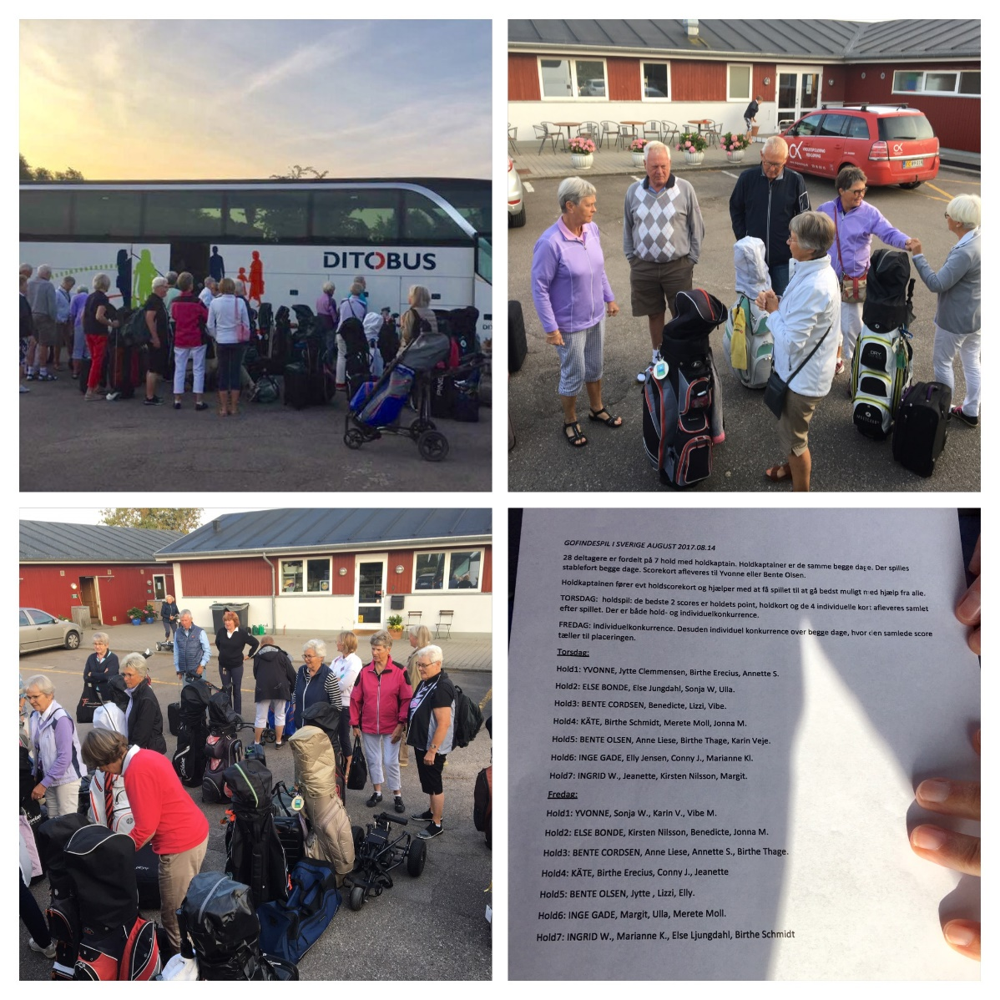 DITOBUS
GOFINDESPIL I SVERIGE AUGUST 2017.08.14
28 deltagere er fordelt på 7 hold med holdkaptain. Holdkaptainer er de samme begge dage. Der spilles
stablefort begge dage. Scorekort afleveres til Yvonne eller Bente Olsen.
Holdkaptainen fører evt holdscorekort og hjælper med at få spillet til at gå bedst muligt med hjælp fra alle.
TORSDAG: holdspil: de bedste 2 scores er holdets point, holdkort og de 4 individuelle kort afleveres samlet
efter spillet. Der er både hold- og individuelkonkurrence.
FREDAG: individuelkonkurrence. Desuden individuel konkurrence over begge dage, hvor den samlede score
tæller til placeringen.
Torsdag:
Hold1: YVONNE, Jytte Clemmensen, Birthe Erecius, Annette S.
Hold2: ELSE BONDE, Else Jungdahl, Sonja W, Ulla.
Hold3: BENTE CORDSEN, Benedicte, Lizzi, Vibe.
Hold4: KÄTE, Birthe Schmidt, Merete Moll, Jonna M.
Hold5: BENTE OLSEN, Anne Liese, Birthe Thage, Karin Veje.
Hold6: INGE GADE, Elly Jensen, Conny J., Marianne Kl.
Hold7: INGRID W., Jeanette, Kirsten Nilsson, Margit.
Fredag:
Hold1: YVONNE, Sonja W., Karin V., Vibe M.
Hold2: ELSE BONDE, Kirsten Nilsson, Benedicte, Jonna M.
Hold3: BENTE CORDSEN, Anne Liese, Annette S., Birthe Thage.
Hold4: KÄTE, Birthe Erecius, Conny J., Jeanette
Hold5: BENTE OLSEN, Jytte , Lizzi, Elly.
Hold6: INGE GADE, Margit, Ulla, Merete Moll.
Hold7: INGRID W., Marianne K., Else Ljungdahl, Birthe Schmidt